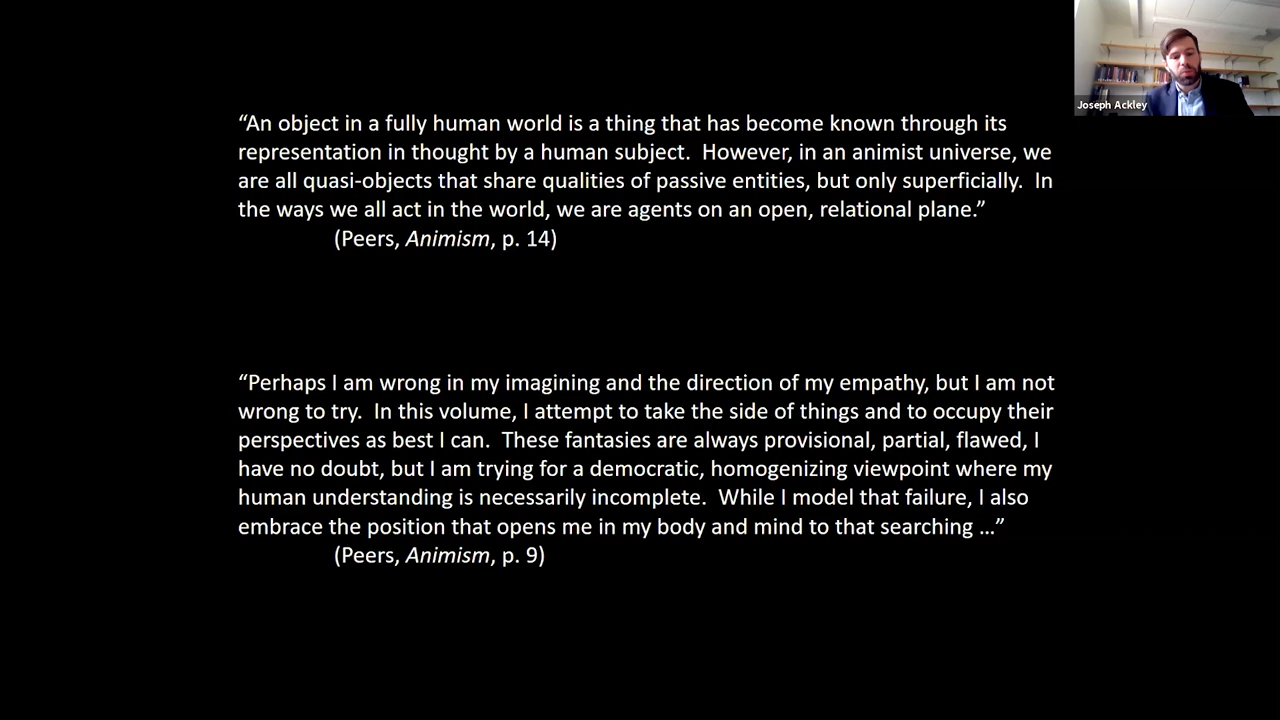 “An object in a fully human world is a thing that has become known through its
representation in thought by a human subject.  However, in an animist universe, we
are all quasi-objects that share qualities of passive entities, but only superficially.  In
the ways we all act in the world, we are agents on an open, relational plane.”
(Peers, Animism, p. 14)
“Perhaps I am wrong in my imagining and the direction of my empathy, but I am not
wrong to try.  In this volume, I attempt to take the side of things and to occupy their
perspectives as best I can.  These fantasies are always provisional, partial, flawed, I
have no doubt, but I am trying for a democratic, homogenizing viewpoint where my
human understanding is necessarily incomplete.  While I model that failure, I also
embrace the position that opens me in my body and mind to that searching …”
(Peers, Animism, p. 9)
Joseph Ackley